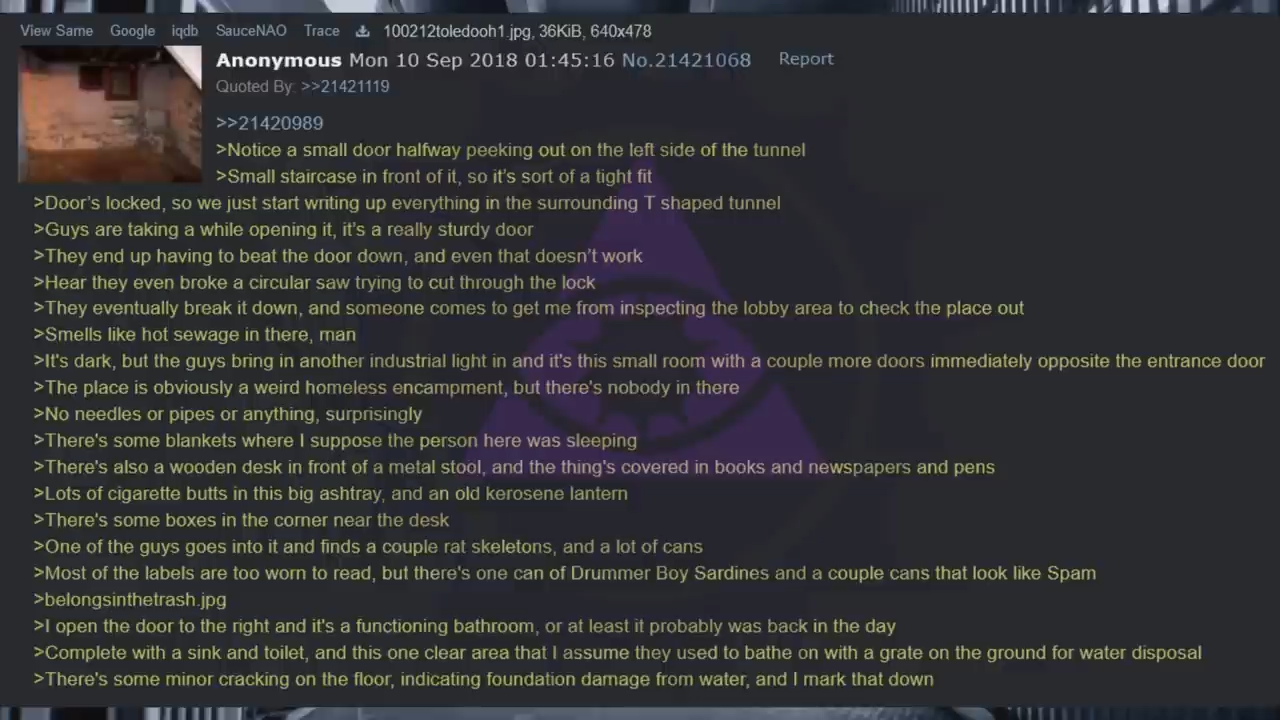 View Same Google iqdb SauceNAO Trace 100212toledooh1.jpg, 36KiB, 640x478
Anonymous Mon 10 Sep 2018 01:45:16 No.21421068 Report
Quoted By: >>21421119
>>21420989
>Notice a small door halfway peeking out on the left side of the tunnel
>Small staircase in front of it, so it's sort of a tight fit
>Door's locked, so we just start writing up everything in the surrounding T shaped tunnel
>Guys are taking a while opening it, it's a really sturdy door
>They end up having to beat the door down, and even that doesn't work
>Hear they even broke a circular saw trying to cut through the lock
>They eventually break it down, and someone comes to get me from inspecting the lobby area to check the place out
>Smells like hot sewage in there, man
>It's dark, but the guys bring in another industrial light in and it's this small room with a couple more doors immediately opposite the entrance door
>The place is obviously a weird homeless encampment, but there's nobody in there
>No needles or pipes or anything, surprisingly
>There's some blankets where I suppose the person here was sleeping
>There's also a wooden desk in front of a metal stool, and the thing's covered in books and newspapers and pens
>Lots of cigarette butts in this big ashtray, and an old kerosene lantern
>There's some boxes in the corner near the desk
>One of the guys goes into it and finds a couple rat skeletons, and a lot of cans
>Most of the labels are too worn to read, but there's one can of Drummer Boy Sardines and a couple cans that look like Spam
>belongsinthetrash.jpg
>I open the door to the right and it's a functioning bathroom, or at least it probably was back in the day
>Complete with a sink and toilet, and this one clear area that I assume they used to bathe on with a grate on the ground for water disposal
>There's some minor cracking on the floor, indicating foundation damage from water, and I mark that down